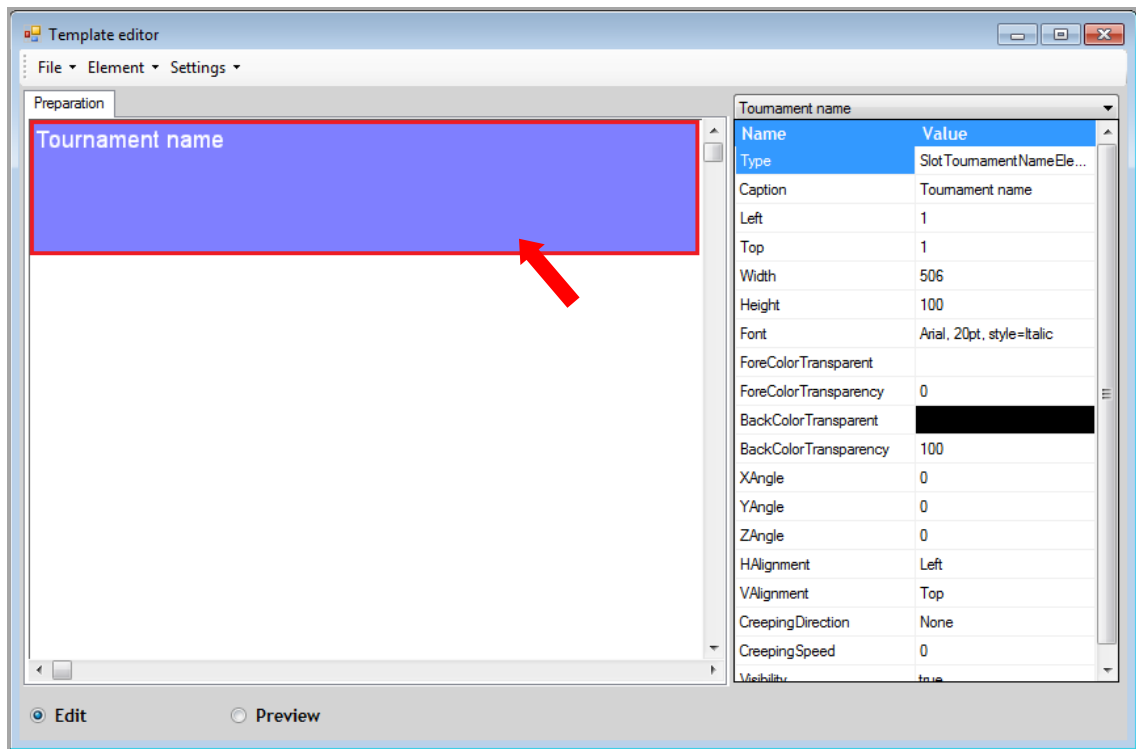 Template editor
File Element Settings
Preparation
Tournament name
Tournament name
Name Value
Type SlotTournamentNameEle...
Caption Tournament name
Left 1
Top 1
Width 506
Height 100
Font Arial, 20pt, style=Italic
ForeColorTransparent
ForeColorTransparency 0
BackColorTransparent
BackColorTransparency 100
XAngle 0
YAngle 0
ZAngle 0
HAlignment Left
VAlignment Top
CreepingDirection None
CreepingSpeed 0
Visibility true
Edit Preview